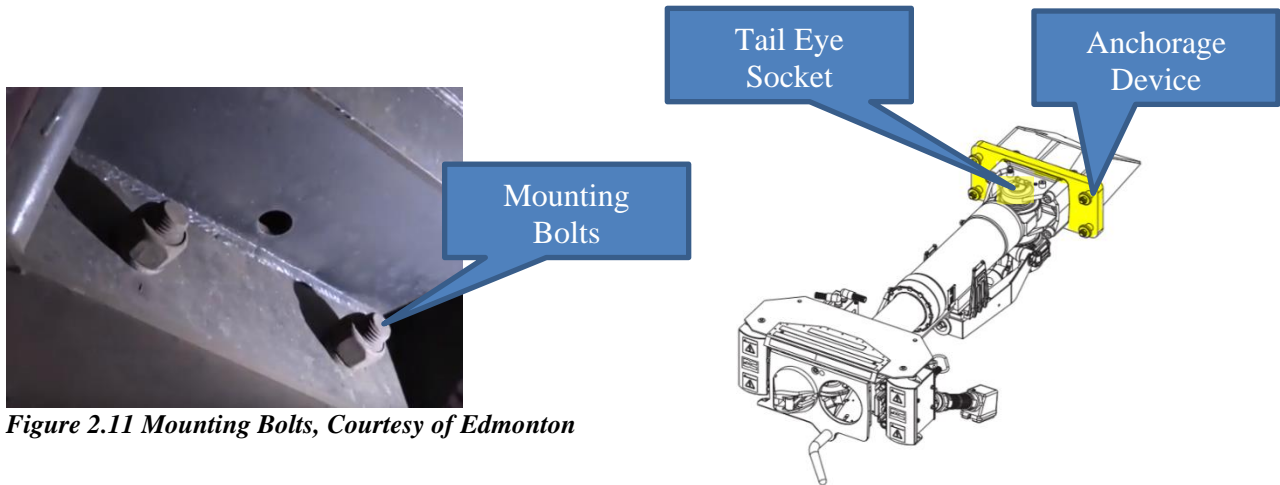 Tail Eye
Socket
Anchorage
Device
Mounting
Bolts
Figure 2.11 Mounting Bolts, Courtesy of Edmonton